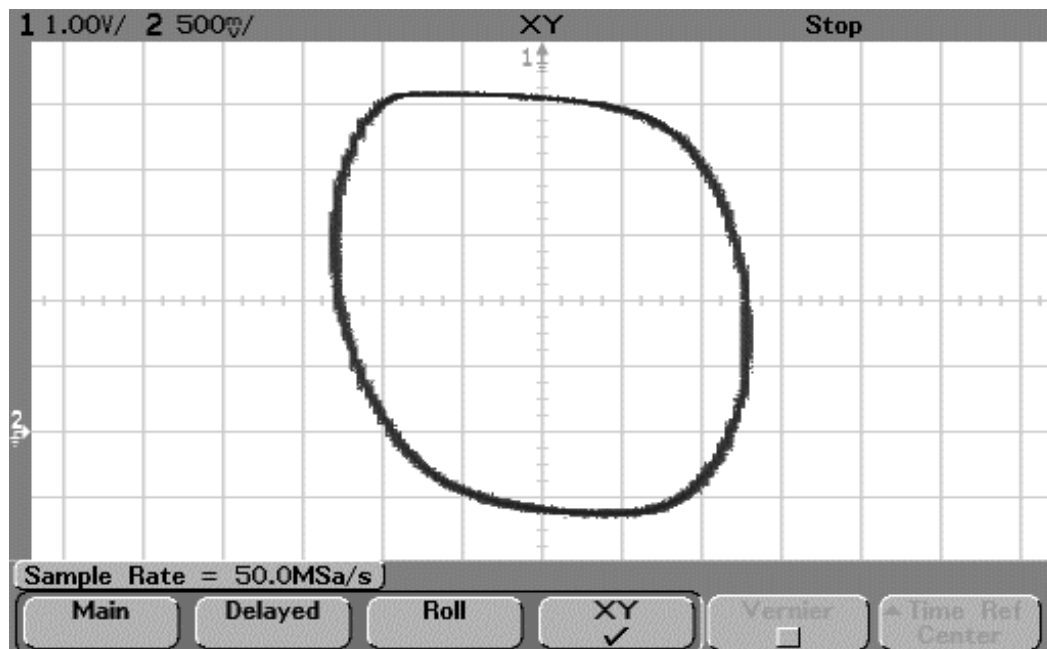 1 1.00V/ 2 500mV/ XY Stop
1
2
Sample Rate = 50.0MSa/s
Main Delayed Roll XY Vernier Time Ref
Center